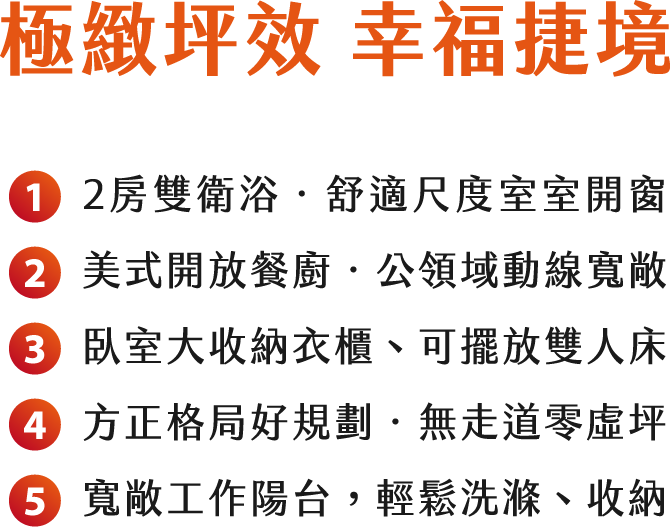 極緻坪效 幸福捷境
1 2房雙衛浴．舒適尺度室室開窗
2 美式開放餐廚．公領域動線寬敞
3 臥室大收納衣櫃、可擺放雙人床
4 方正格局好規劃．無走道零虛坪
5 寬敞工作陽台，輕鬆洗滌、收納